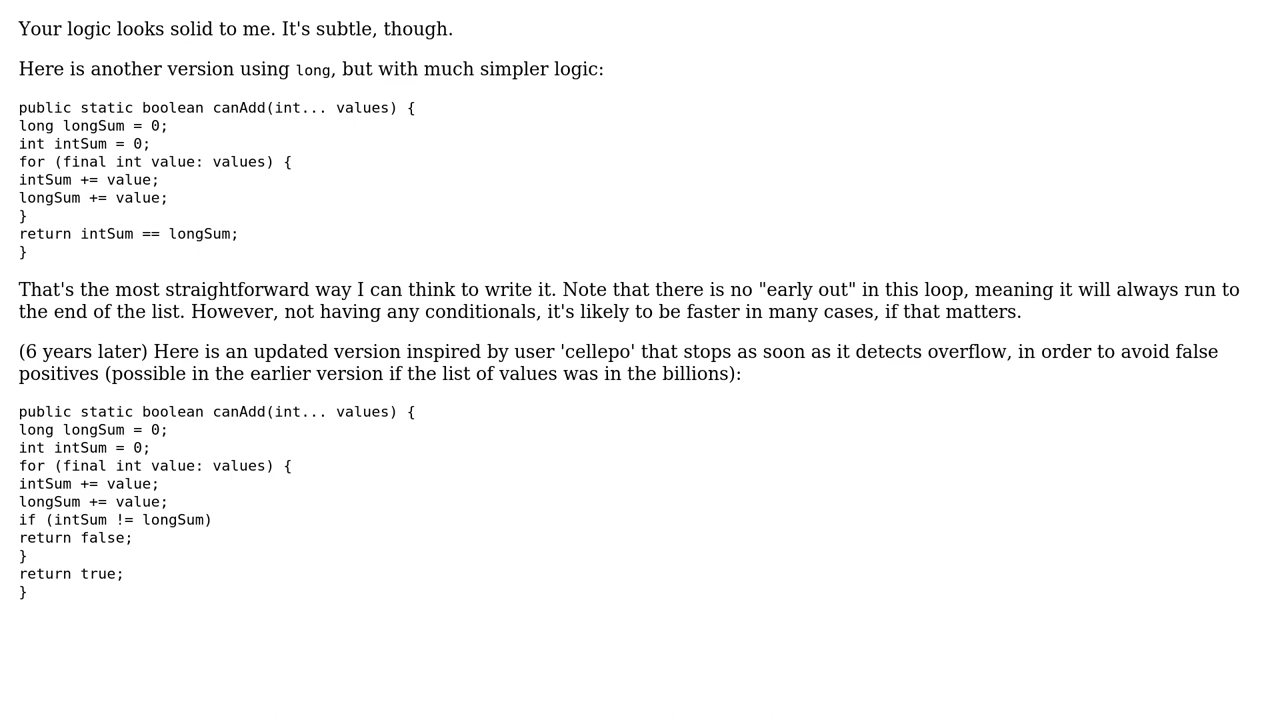 Your logic looks solid to me. It's subtle, though.
Here is another version using long, but with much simpler logic:
public static boolean canAdd(int... values) {
long longSum = 0;
int intSum = 0;
for (final int value: values) {
intSum += value;
longSum += value;
}
return intSum == longSum;
}
That's the most straightforward way I can think to write it. Note that there is no "early out" in this loop, meaning it will always run to
the end of the list. However, not having any conditionals, it's likely to be faster in many cases, if that matters.
(6 years later) Here is an updated version inspired by user 'cellepo' that stops as soon as it detects overflow, in order to avoid false
positives (possible in the earlier version if the list of values was in the billions):
public static boolean canAdd(int... values) {
long longSum = 0;
int intSum = 0;
for (final int value: values) {
intSum += value;
longSum += value;
if (intSum != longSum)
return false;
}
return true;
}